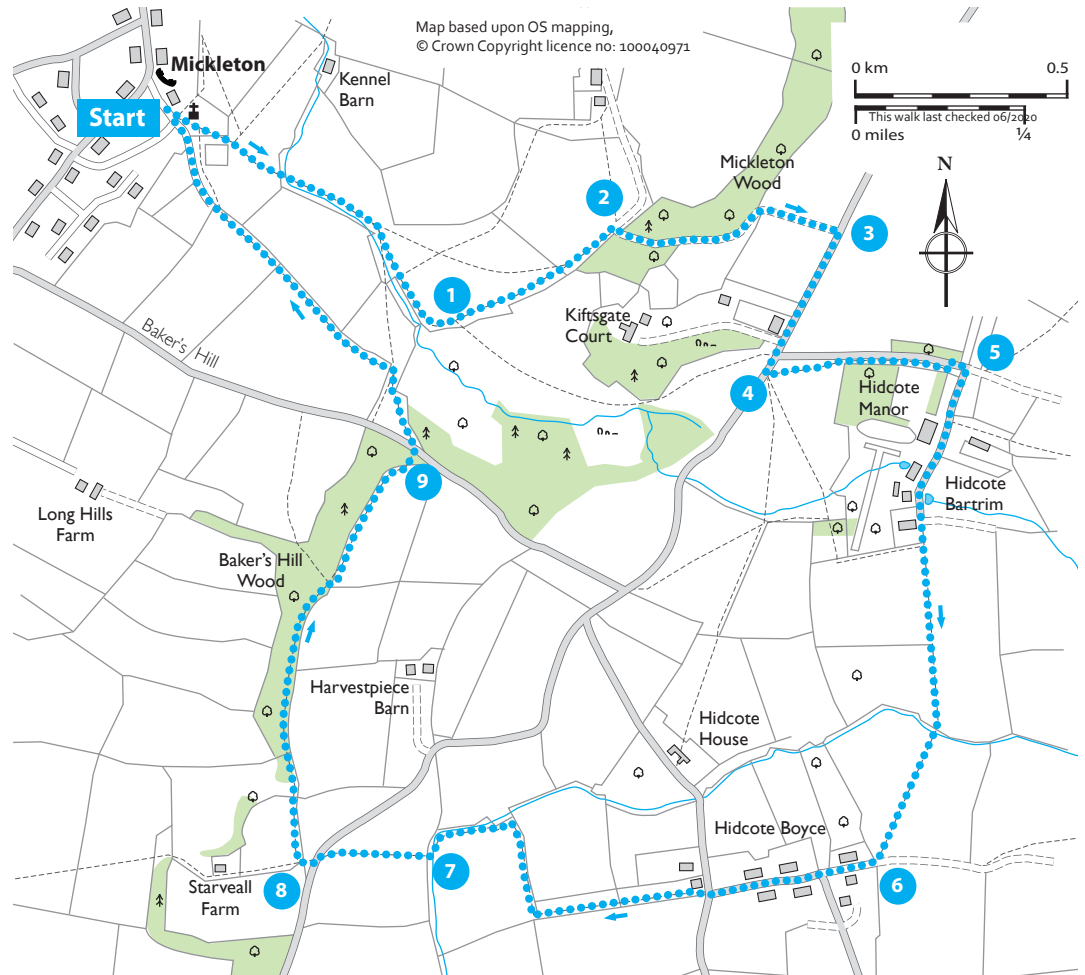 Map based upon OS mapping,
© Crown Copyright licence no: 100040971
Mickleton
Start
Kennel
Barn
0 km
0.5
This walk last checked 06/2020
0 miles
¼
Mickleton
Wood
N
2
3
1
Kiftsgate
Court
Baker's Hill
4
5
Hidcote
Manor
9
Hidcote
Bartrim
Long Hills
Farm
Baker's Hill
Wood
Harvestpiece
Barn
Hidcote
House
Hidcote Boyce
7
6
8
Starveall
Farm